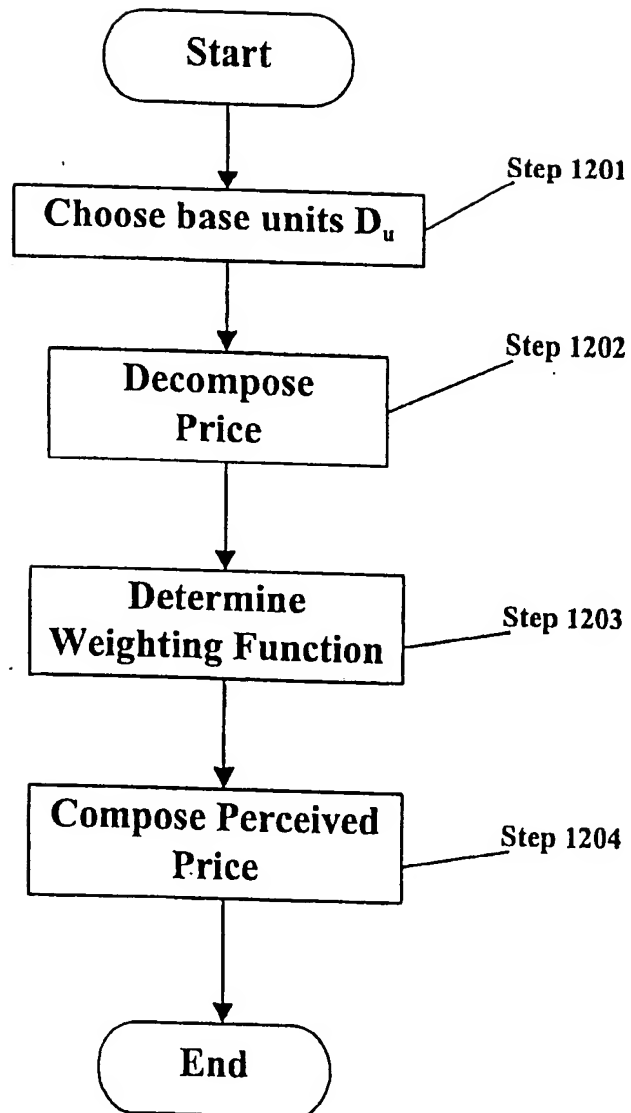 Start
Step 1201
Choose base units Dᵤ
Step 1202
Decompose
Price
Determine
Weighting Function
Step 1203
Compose Perceived
Price
Step 1204
End